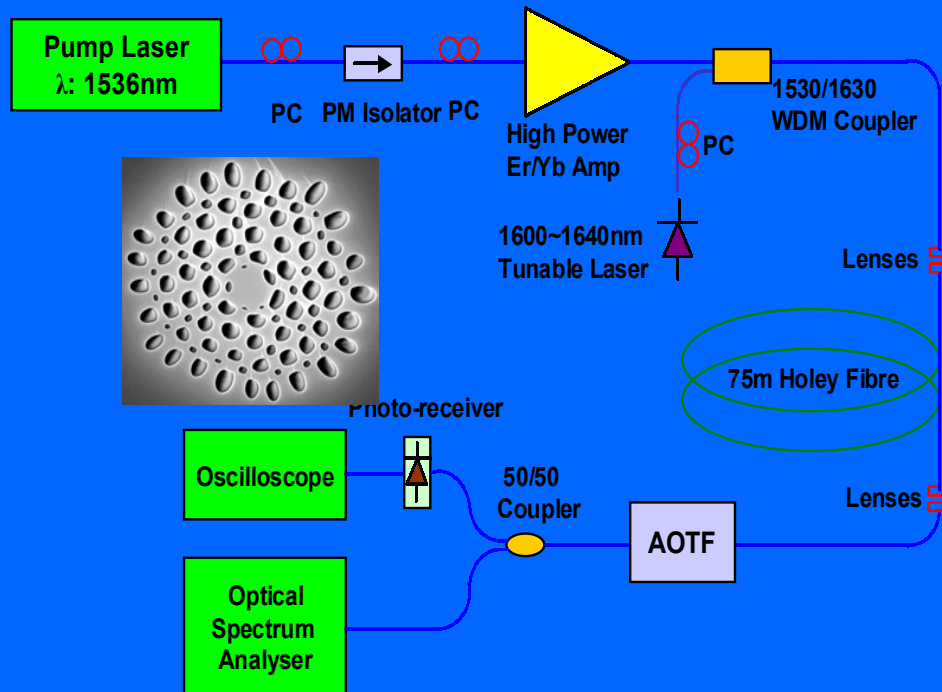 Pump Laser
λ: 1536nm
PC
PM Isolator
PC
High Power
Er/Yb Amp
1530/1630
WDM Coupler
PC
1600~1640nm
Tunable Laser
Lenses
75m Holey Fibre
Photo-receiver
Oscilloscope
50/50
Coupler
Lenses
AOTF
Optical
Spectrum
Analyser